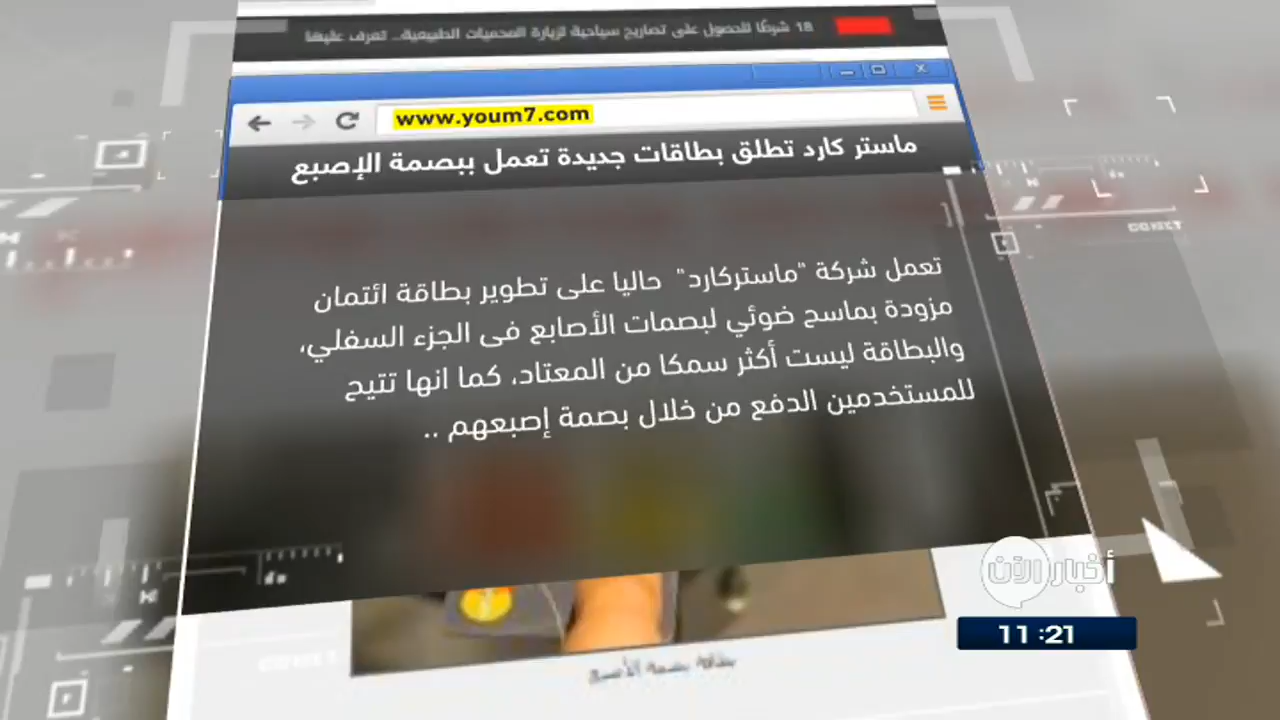 18 شرطًا للحصول على تصاريح سياحية لزيارة المحميات الطبيعية... تعرف عليها
www.youm7.com
ماستر كارد تطلق بطاقات جديدة تعمل ببصمة الإصبع
تعمل شركة "ماستركارد" حاليا على تطوير بطاقة ائتمان
مزودة بماسح ضوئي لبصمات الأصابع فى الجزء السفلي،
والبطاقة ليست أكثر سمكا من المعتاد، كما انها تتيح
للمستخدمين الدفع من خلال بصمة إصبعهم ..
بطاقة بصمة الأصبع
أخبار الآن
11:21